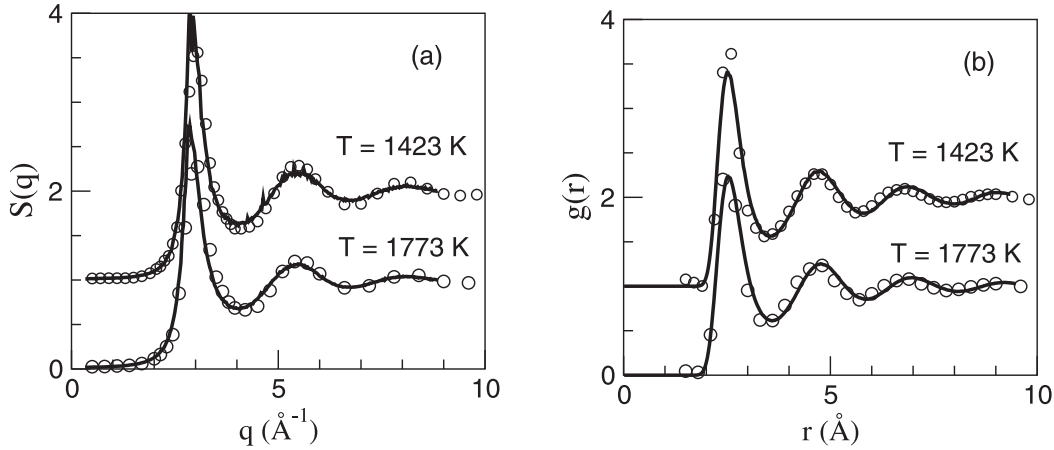 4
(a)
T = 1423 K
2
S(q)
T = 1773 K
0
0
5
10
q (Å⁻¹)
4
(b)
T = 1423 K
2
g(r)
T = 1773 K
0
0
5
10
r (Å)